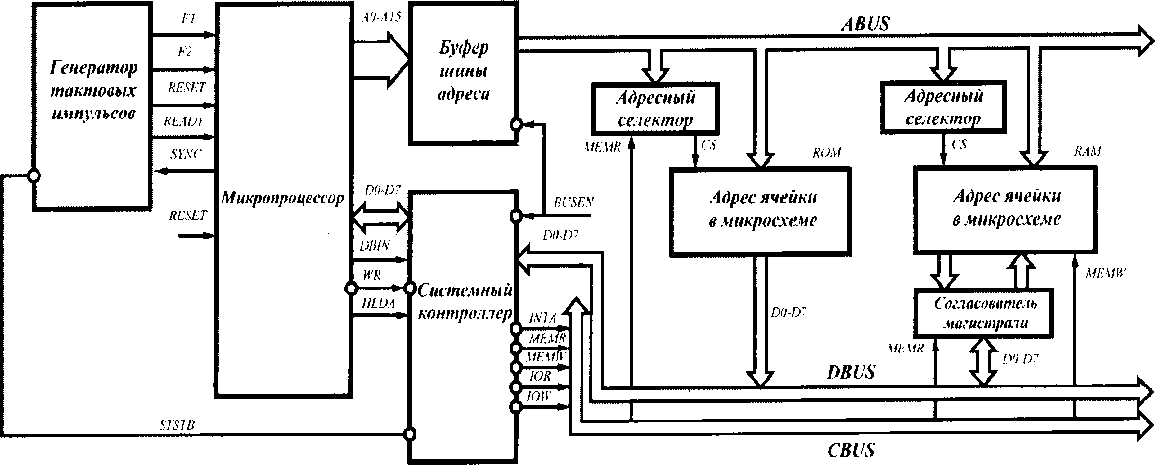 Генератор
тактовых
импульсов
F1
F2
RESET
READY
SYNC
RUSET
Микропроцессор
A0-A15
Буфер
шины
адреса
D0-D7
DBIN
WR
HLDA
Системный
контроллер
BUSEN
D0-D7
INTA
MEMR
MEMW
IOR
IOW
STSTB
ABUS
Адресный
селектор
MEMR
CS
ROM
Адрес ячейки
в микросхеме
D0-D7
Адресный
селектор
CS
RAM
Адрес ячейки
в микросхеме
MEMW
Согласователь
магистрали
MEMR
D0-D7
DBUS
CBUS